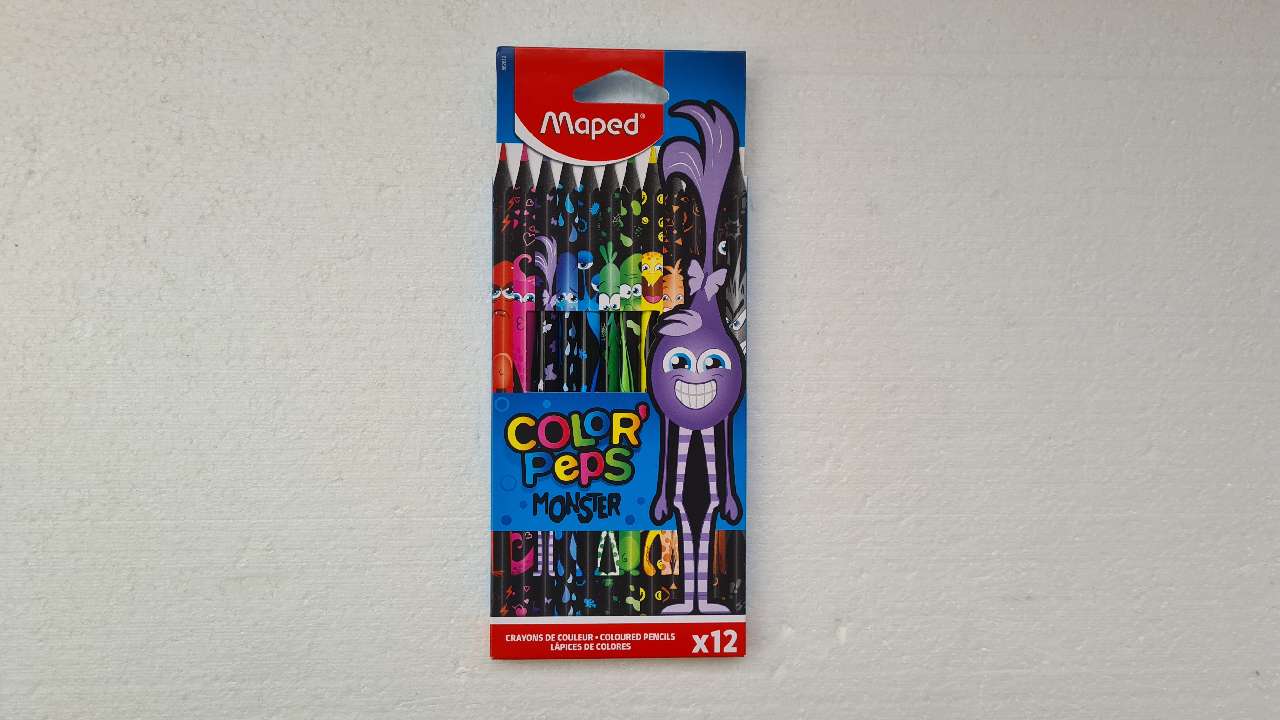 Maped®
COLOR'
PEPS
MONSTER
CRAYONS DE COULEUR • COLOURED PENCILS
LÁPICES DE COLORES
x12